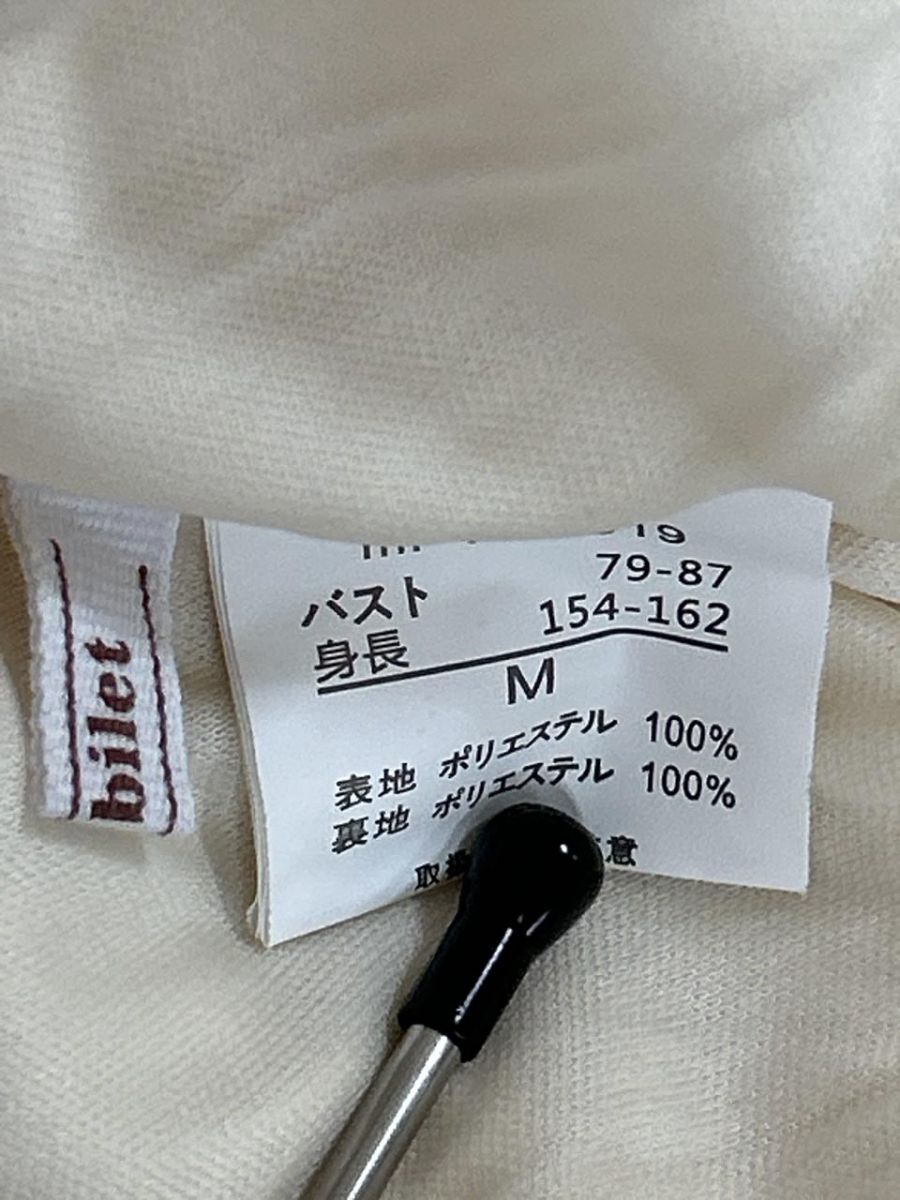 bilet
バスト 79-87
身長 154-162
M
表地 ポリエステル 100%
裏地 ポリエステル 100%